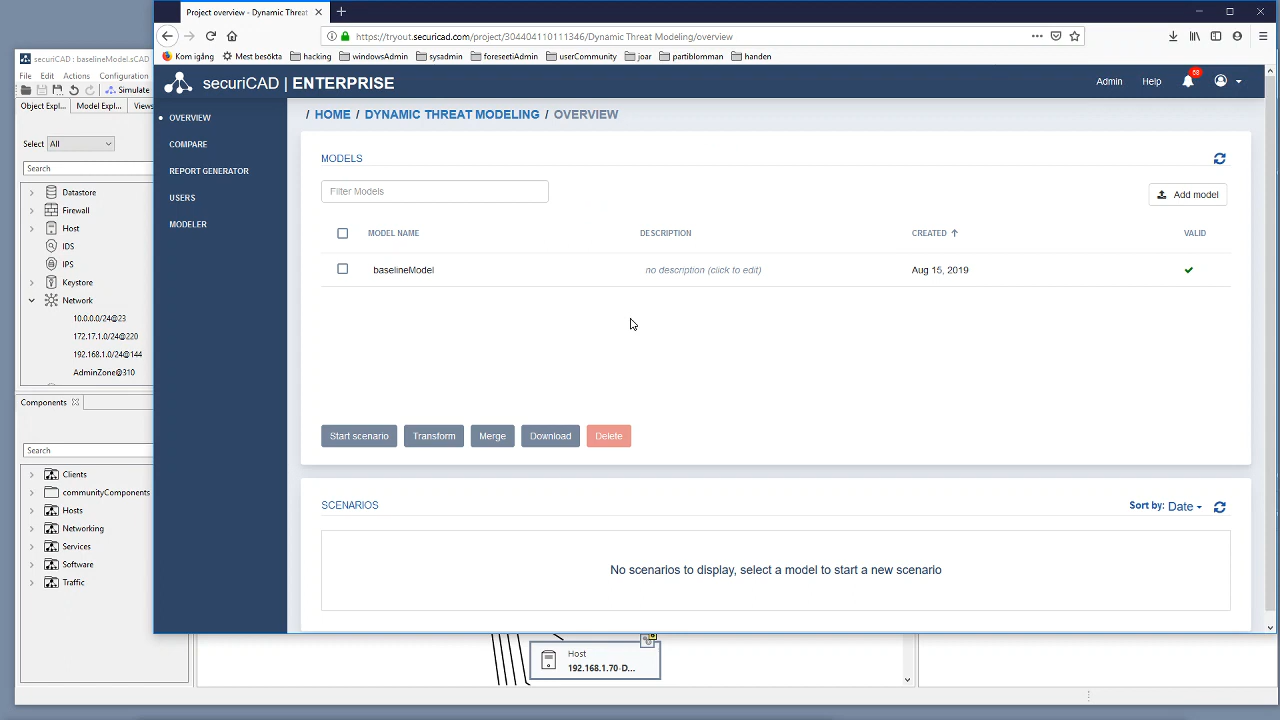 Project overview - Dynamic Threat
https://tryout.securicad.com/project/304404110111346/Dynamic Threat Modeling/overview
Kom igång Mest besökta hacking windowsAdmin sysadmin foreseetiAdmin userCommunity joar partiblomman handen
securiCAD : baselineModel.sCAD
File Edit Actions Configuration
Simulate
Object Expl... Model Expl... Views
Select All
Search
Datastore
Firewall
Host
IDS
IPS
Keystore
Network
10.0.0.0/24@23
172.17.1.0/24@220
192.168.1.0/24@144
AdminZone@310
Components
Search
Clients
communityComponents
Hosts
Networking
Services
Software
Traffic
securiCAD | ENTERPRISE
Admin Help
OVERVIEW
COMPARE
REPORT GENERATOR
USERS
MODELER
/ HOME / DYNAMIC THREAT MODELING / OVERVIEW
MODELS
Filter Models
Add model
MODEL NAME DESCRIPTION CREATED VALID
baselineModel no description (click to edit) Aug 15, 2019
Start scenario Transform Merge Download Delete
SCENARIOS
Sort by: Date
No scenarios to display, select a model to start a new scenario
Host
192.168.1.70-D...